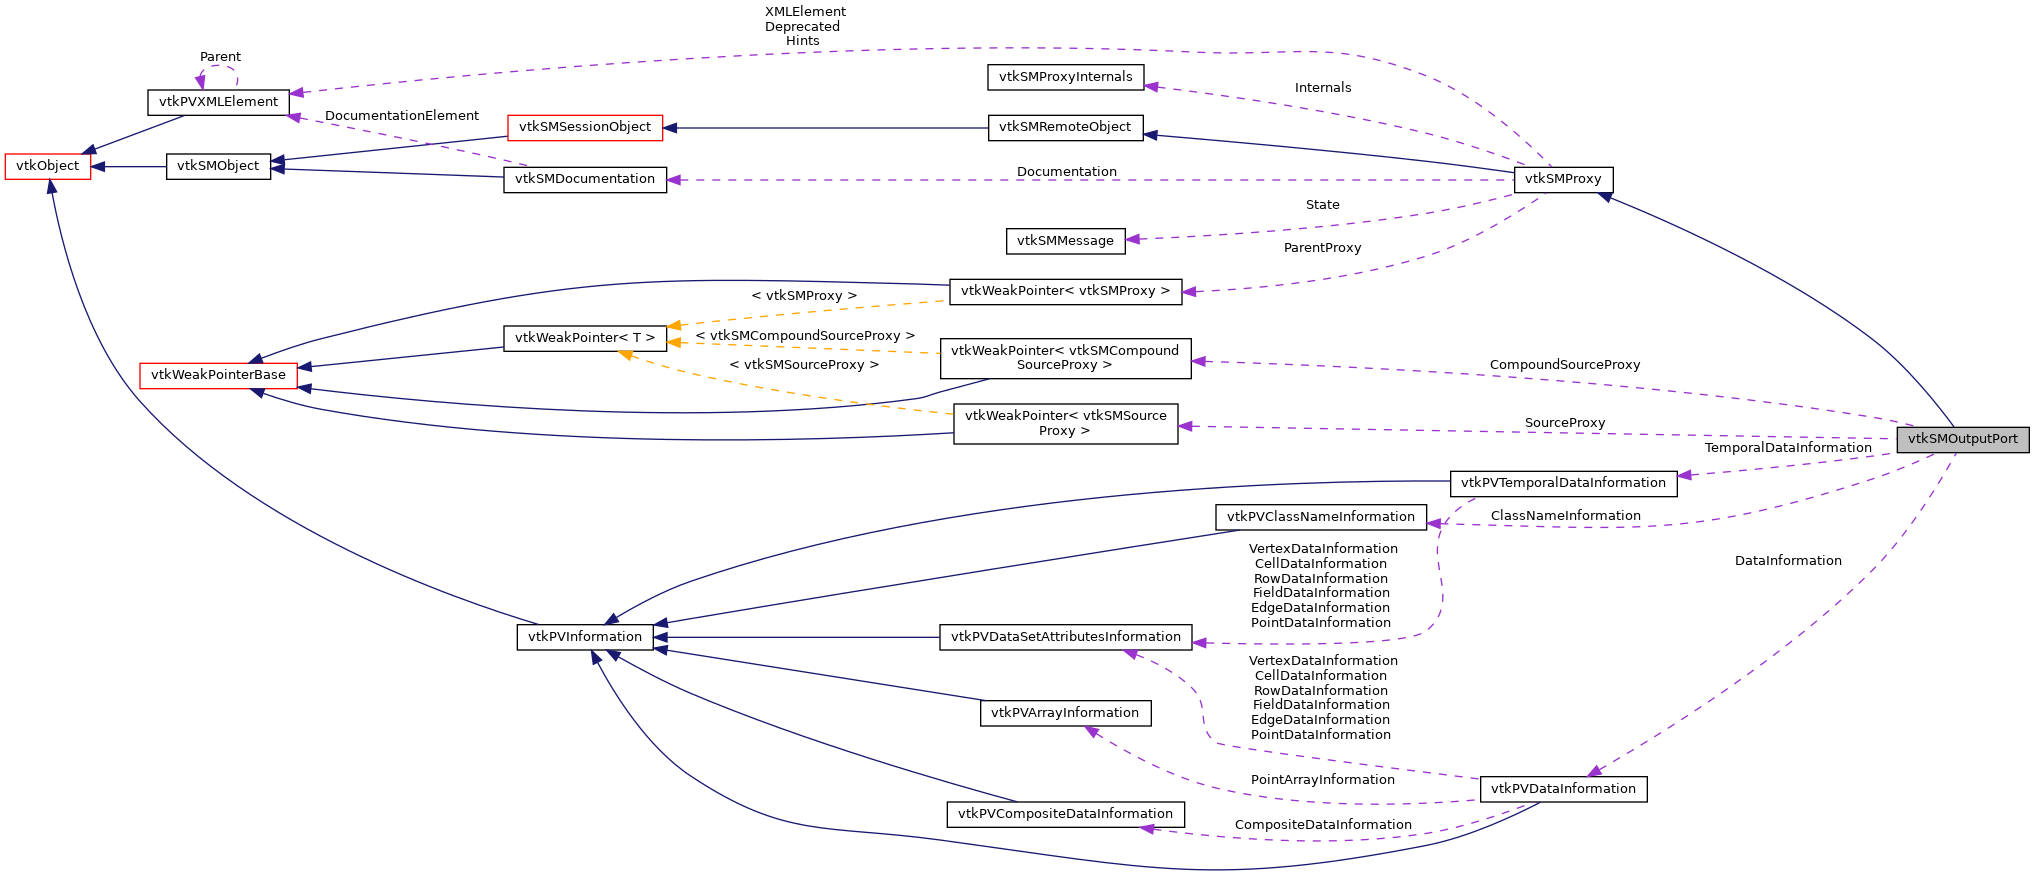 XMLElement
Deprecated
Hints
Parent
vtkSMProxyInternals
Internals
vtkPVXMLElement
DocumentationElement
vtkSMSessionObject
vtkSMRemoteObject
vtkObject
vtkSMObject
vtkSMDocumentation
Documentation
vtkSMProxy
State
vtkSMMessage
ParentProxy
vtkWeakPointer< vtkSMProxy >
< vtkSMProxy >
vtkWeakPointer< T >
< vtkSMCompoundSourceProxy >
vtkWeakPointer< vtkSMCompound
SourceProxy >
< vtkSMSourceProxy >
CompoundSourceProxy
vtkWeakPointerBase
vtkWeakPointer< vtkSMSource
Proxy >
SourceProxy
vtkSMOutputPort
TemporalDataInformation
vtkPVTemporalDataInformation
vtkPVClassNameInformation
ClassNameInformation
VertexDataInformation
CellDataInformation
RowDataInformation
FieldDataInformation
EdgeDataInformation
PointDataInformation
DataInformation
vtkPVInformation
vtkPVDataSetAttributesInformation
VertexDataInformation
CellDataInformation
RowDataInformation
FieldDataInformation
EdgeDataInformation
PointDataInformation
vtkPVArrayInformation
PointArrayInformation
vtkPVDataInformation
vtkPVCompositeDataInformation
CompositeDataInformation